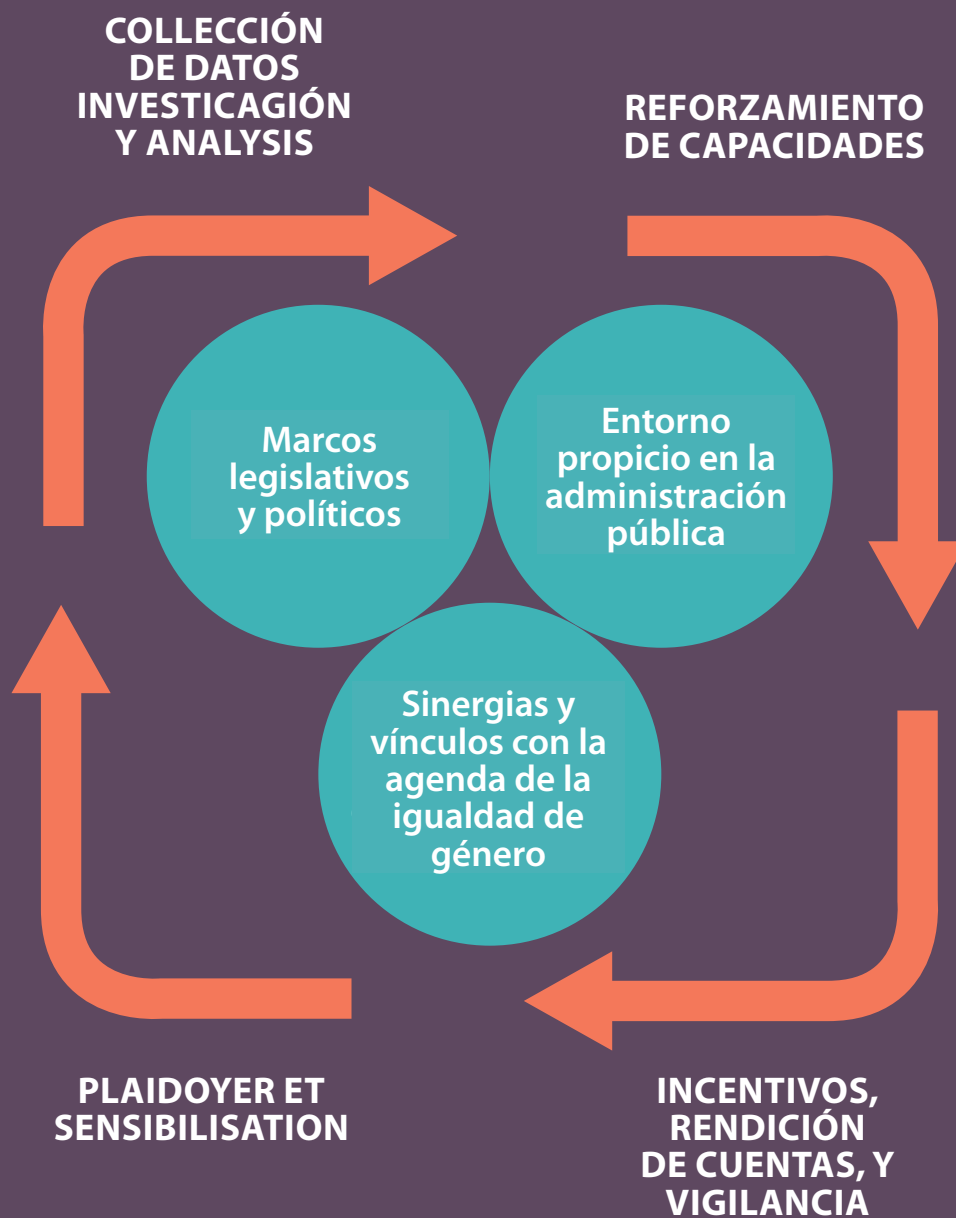 COLLECCIÓN
DE DATOS
INVESTICAGIÓN
Y ANALYSIS
REFORZAMIENTO
DE CAPACIDADES
Marcos
legislativos
y políticos
Entorno
propicio en la
administración
pública
Sinergias y
vínculos con la
agenda de la
igualdad de
género
PLAIDOYER ET
SENSIBILISATION
INCENTIVOS,
RENDICIÓN
DE CUENTAS, Y
VIGILANCIA